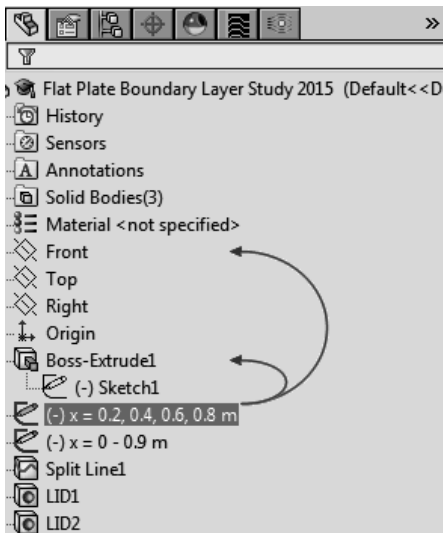 »
Flat Plate Boundary Layer Study 2015 (Default<<D
History
Sensors
A Annotations
Solid Bodies(3)
Material <not specified>
Front
Top
Right
Origin
Boss-Extrude1
(-) Sketch1
(-) x = 0.2, 0.4, 0.6, 0.8 m
(-) x = 0 - 0.9 m
Split Line1
LID1
LID2